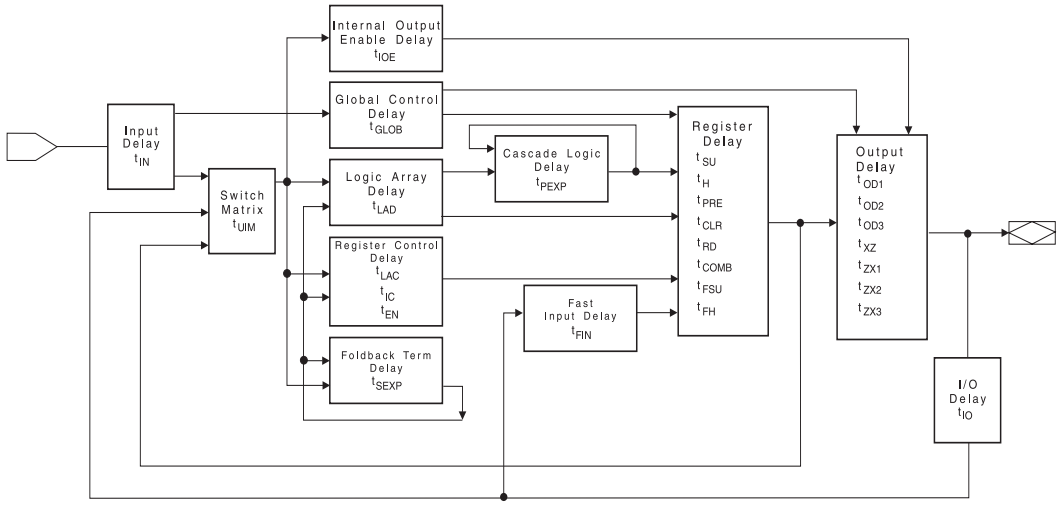 Input
Delay
tIN
Switch
Matrix
tUIM
Internal Output
Enable Delay
tIOE
Global Control
Delay
tGLOB
Logic Array
Delay
tLAD
Register Control
Delay
tLAC
tIC
tEN
Foldback Term
Delay
tSEXP
Cascade Logic
Delay
tPEXP
Fast
Input Delay
tFIN
Register
Delay
tSU
tH
tPRE
tCLR
tRD
tCOMB
tFSU
tFH
Output
Delay
tOD1
tOD2
tOD3
tXZ
tZX1
tZX2
tZX3
I/O
Delay
tIO